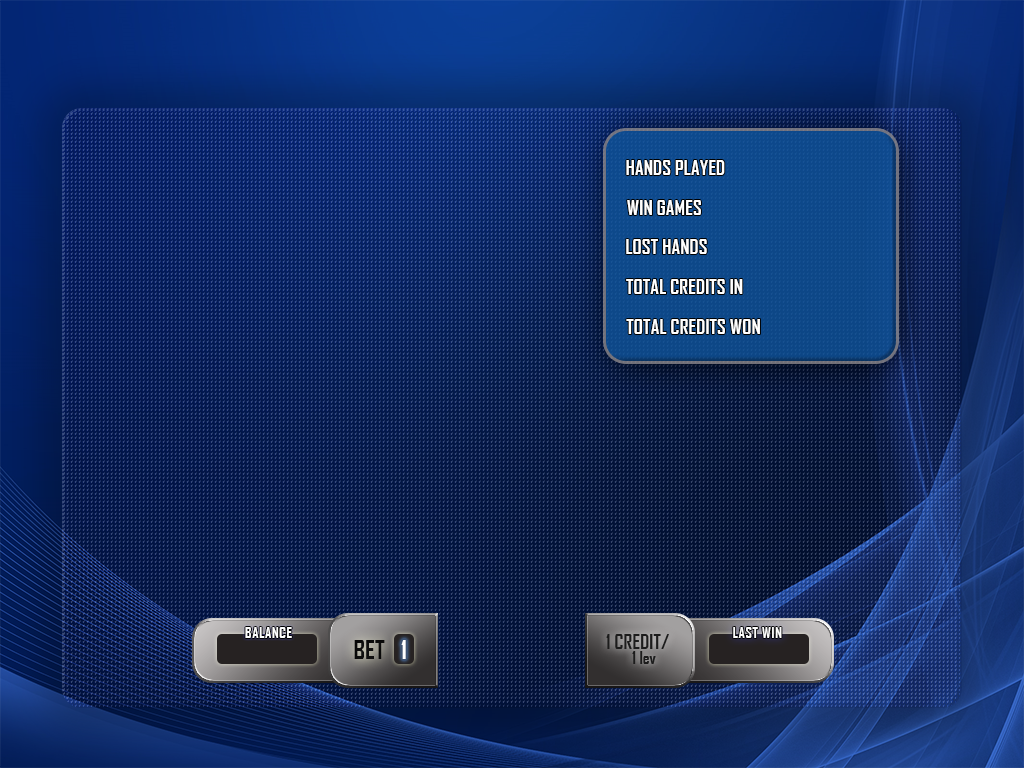 HANDS PLAYED
WIN GAMES
LOST HANDS
TOTAL CREDITS IN
TOTAL CREDITS WON
BALANCE
BET 1
1 CREDIT/
1 lev
LAST WIN